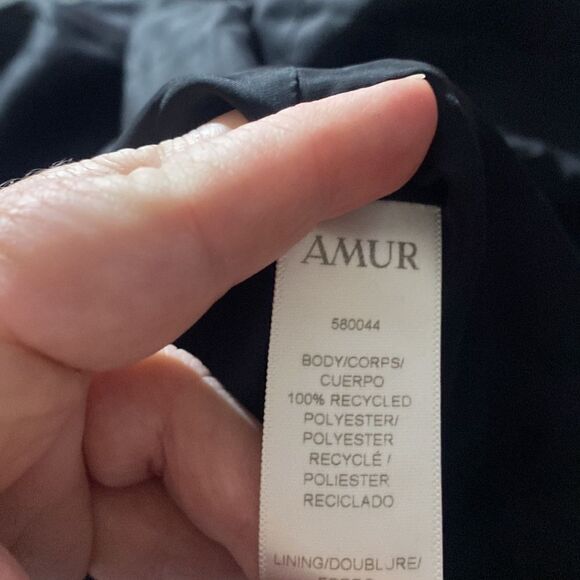 AMUR
580044
BODY/CORPS/
CUERPO
100% RECYCLED
POLYESTER/
POLYESTER
RECYCLÉ /
POLIESTER
RECICLADO
LINING/DOUBLURE/